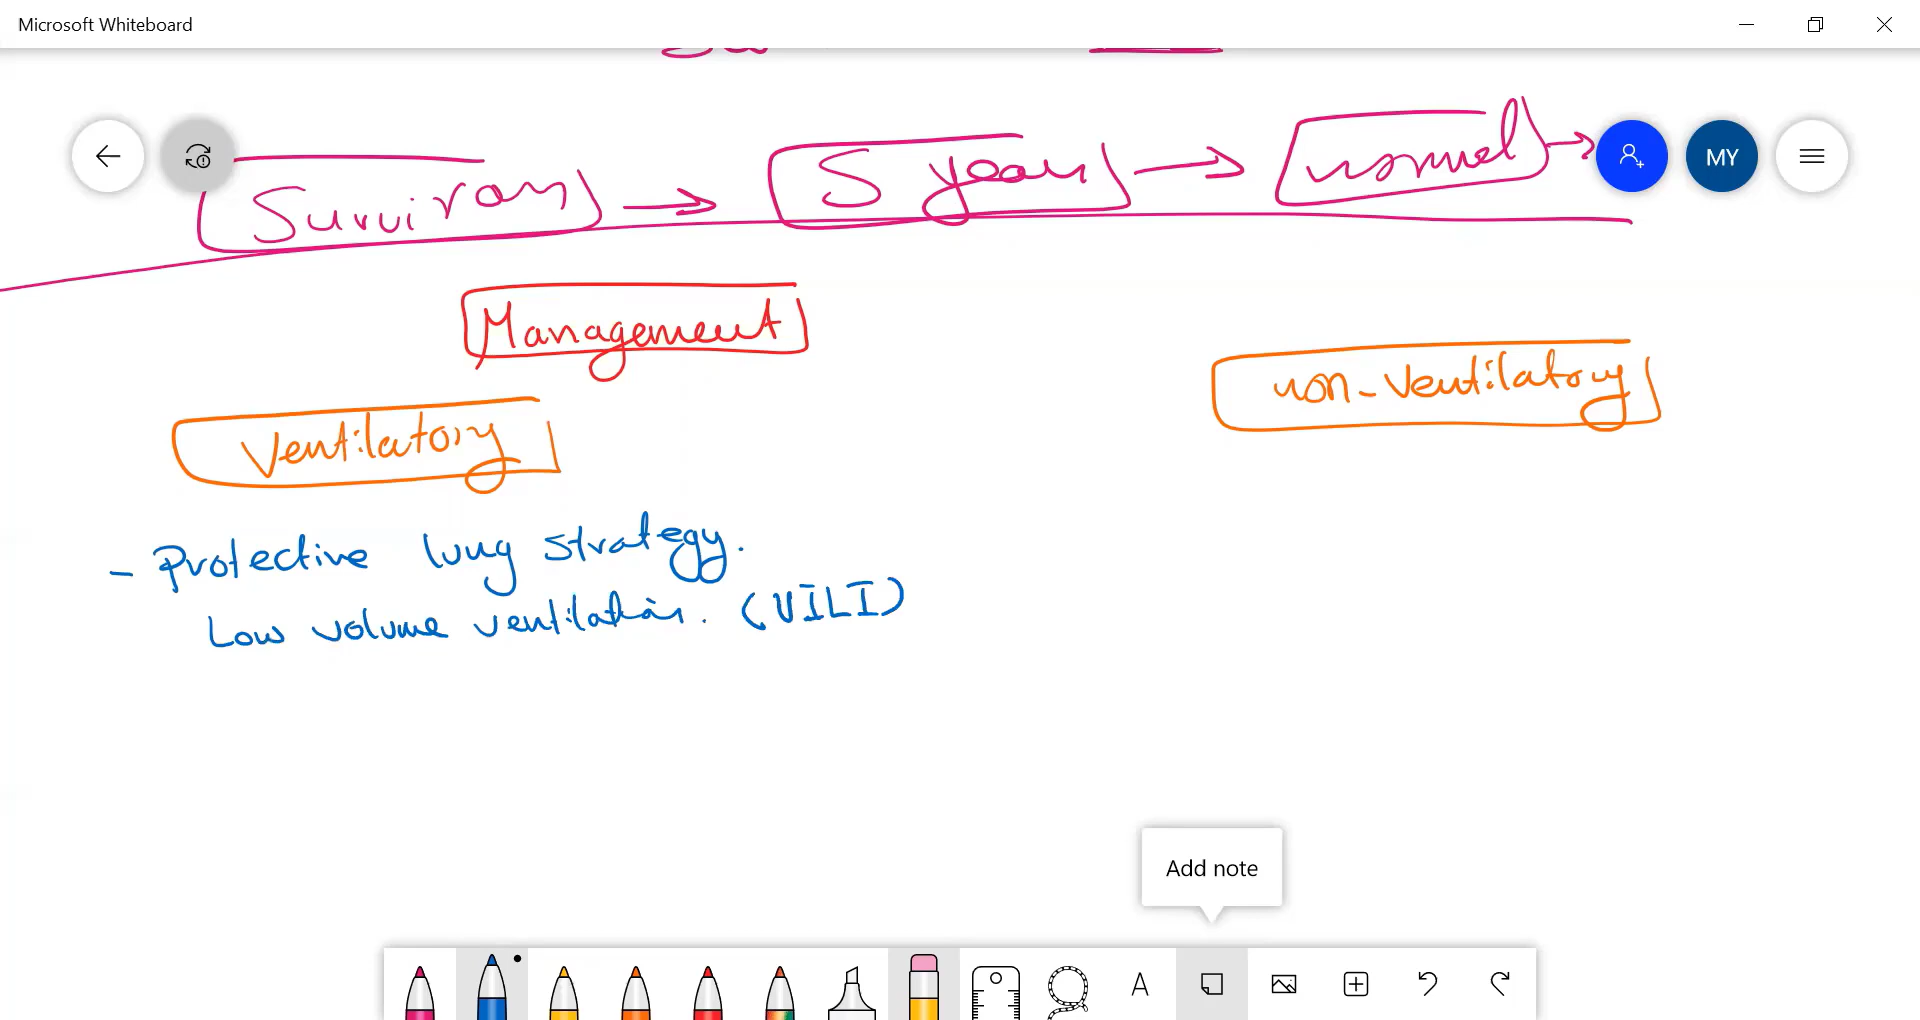 Microsoft Whiteboard
Survivors → 5 year → normal →
MY
Management
non-Ventilatory
Ventilatory
- Protective lung strategy.
Low volume ventilation. (VILI)
Add note
A